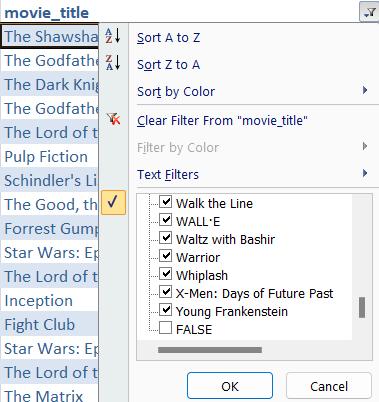 movie_title
The Shawsha
The Godfathe
The Dark Knig
The Godfathe
The Lord of t
Pulp Fiction
Schindler's Li
The Good, th
Forrest Gump
Star Wars: Ep
The Lord of t
Inception
Fight Club
Star Wars: Ep
The Lord of t
The Matrix
Sort A to Z
Sort Z to A
Sort by Color
Clear Filter From "movie_title"
Filter by Color
Text Filters
Walk the Line
WALL·E
Waltz with Bashir
Warrior
Whiplash
X-Men: Days of Future Past
Young Frankenstein
FALSE
OK
Cancel